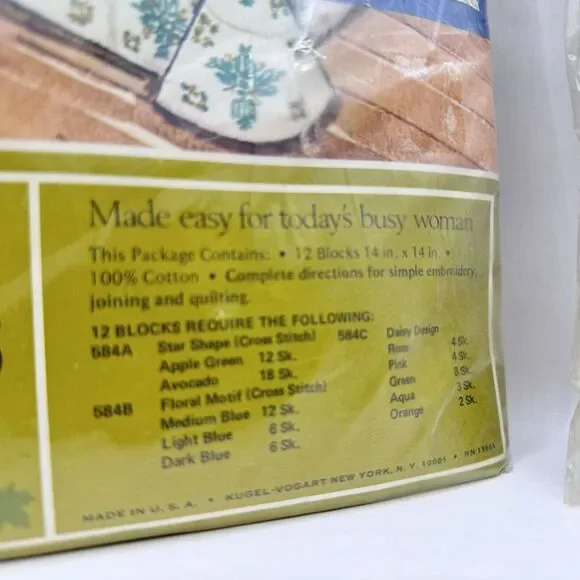 Made easy for today's busy woman
This Package Contains: • 12 Blocks 14 in. x 14 in. •
100% Cotton • Complete directions for simple embroidery,
joining and quilting.
12 BLOCKS REQUIRE THE FOLLOWING:
584A Star Shape (Cross Stitch)
Apple Green 12 Sk.
Avocado 18 Sk.
584B Floral Motif (Cross Stitch)
Medium Blue 12 Sk.
Light Blue 6 Sk.
Dark Blue 6 Sk.
584C Daisy Design
Rose 4 Sk.
Pink 4 Sk.
Green 8 Sk.
Aqua 3 Sk.
Orange 2 Sk.
MADE IN U. S. A. • KUGEL-VOGART NEW YORK, N. Y. 10001 • RN